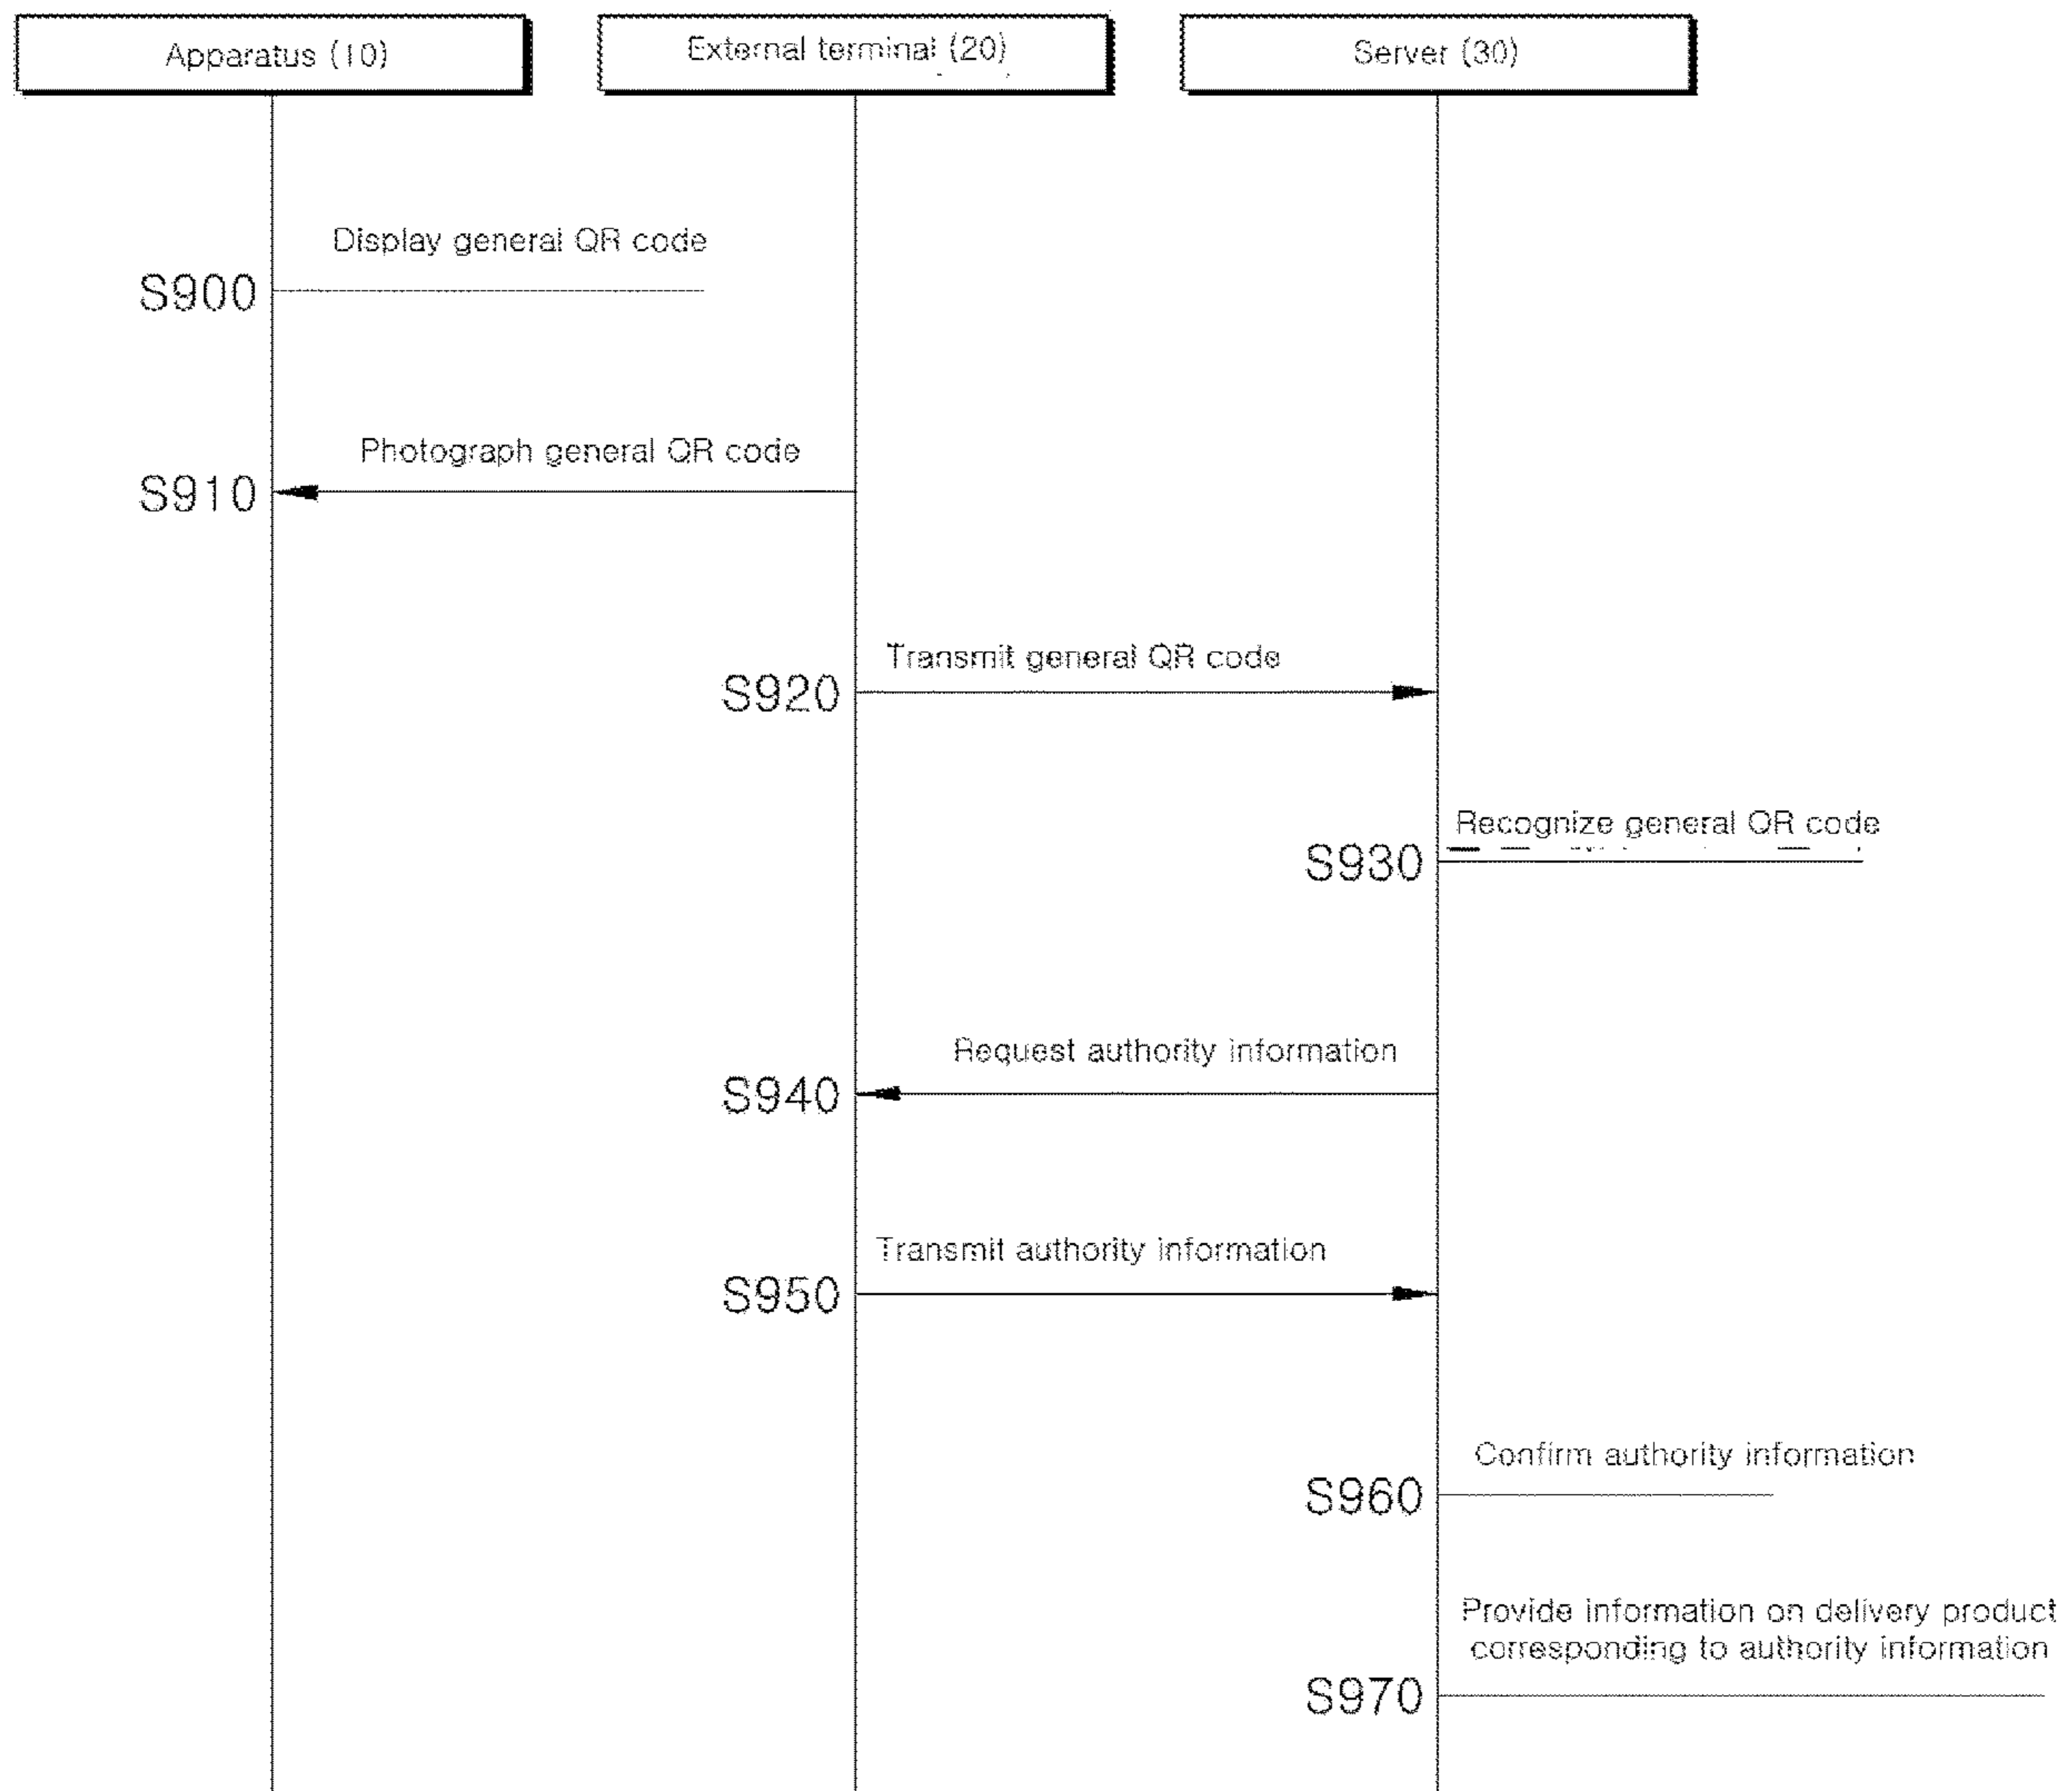 Apparatus (10)
External terminal (20)
Server (30)
Display general QR code
S900
Photograph general QR code
S910
Transmit general QR code
S920
Recognize general QR code
S930
Request authority information
S940
Transmit authority information
S950
Confirm authority information
S960
Provide information on delivery product
corresponding to authority information
S970